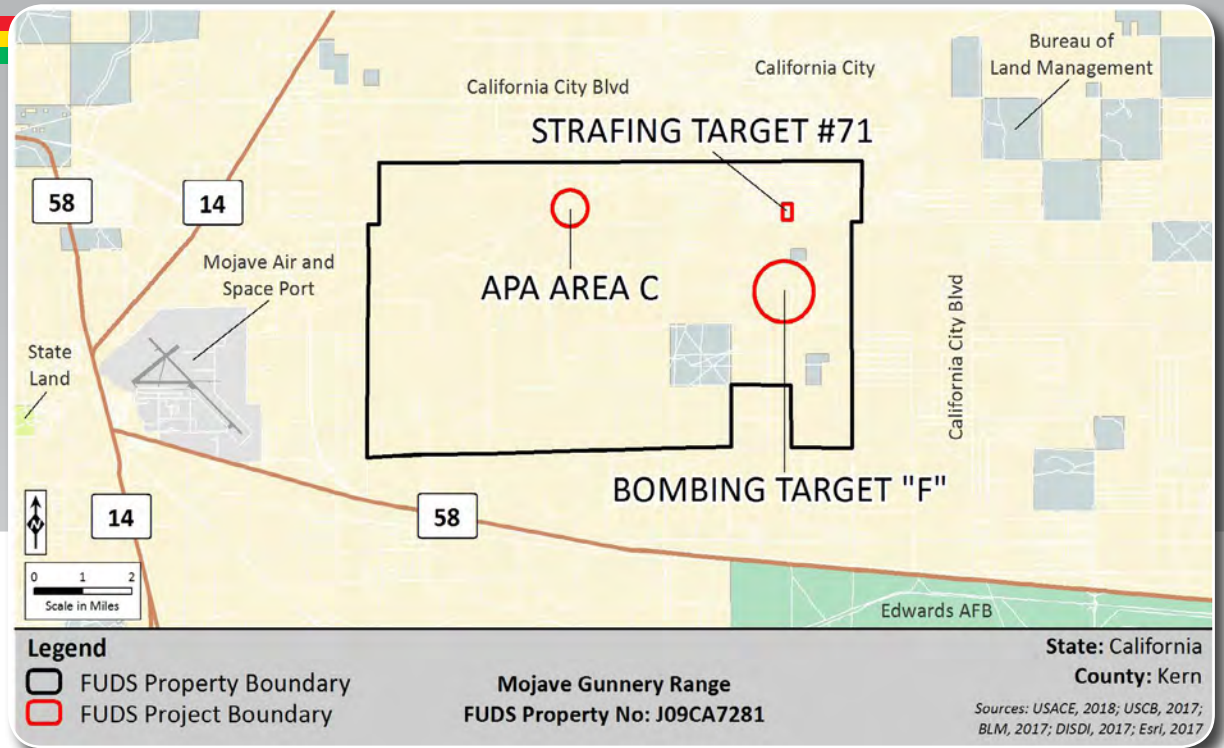 Bureau of
Land Management
California City
California City Blvd
STRAFING TARGET #71
58
14
Mojave Air and
Space Port
APA AREA C
State
Land
California City Blvd
BOMBING TARGET "F"
14
58
N
0 1 2
Scale in Miles
Edwards AFB
Legend
FUDS Property Boundary
FUDS Project Boundary
Mojave Gunnery Range
FUDS Property No: J09CA7281
State: California
County: Kern
Sources: USACE, 2018; USCB, 2017;
BLM, 2017; DISDI, 2017; Esri, 2017